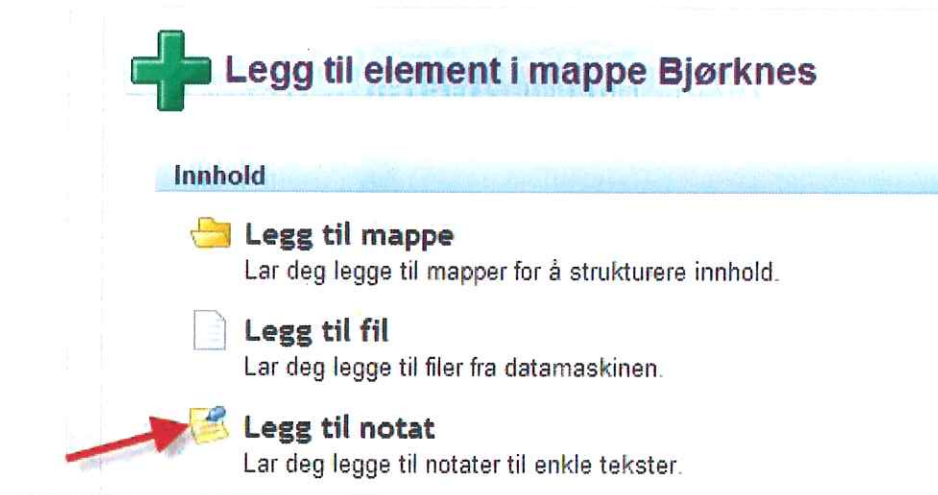 Legg til element i mappe Bjørknes
Innhold
Legg til mappe
Lar deg legge til mapper for å strukturere innhold.
Legg til fil
Lar deg legge til filer fra datamaskinen.
Legg til notat
Lar deg legge til notater til enkle tekster.